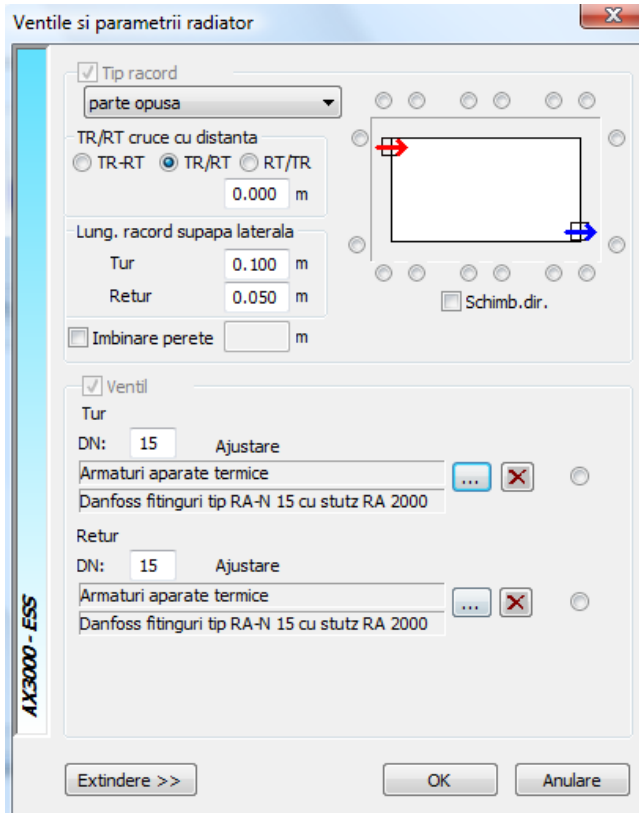 Ventile si parametrii radiator
Tip racord
parte opusa
TR/RT cruce cu distanta
TR-RT TR/RT RT/TR
0.000 m
Lung. racord supapa laterala
Tur 0.100 m
Retur 0.050 m
Schimb.dir.
Imbinare perete m
Ventil
Tur
DN: 15 Ajustare
Armaturi aparate termice
...
Danfoss fitinguri tip RA-N 15 cu stutz RA 2000
Retur
DN: 15 Ajustare
Armaturi aparate termice
...
Danfoss fitinguri tip RA-N 15 cu stutz RA 2000
AX3000 - ESS
Extindere >> OK Anulare